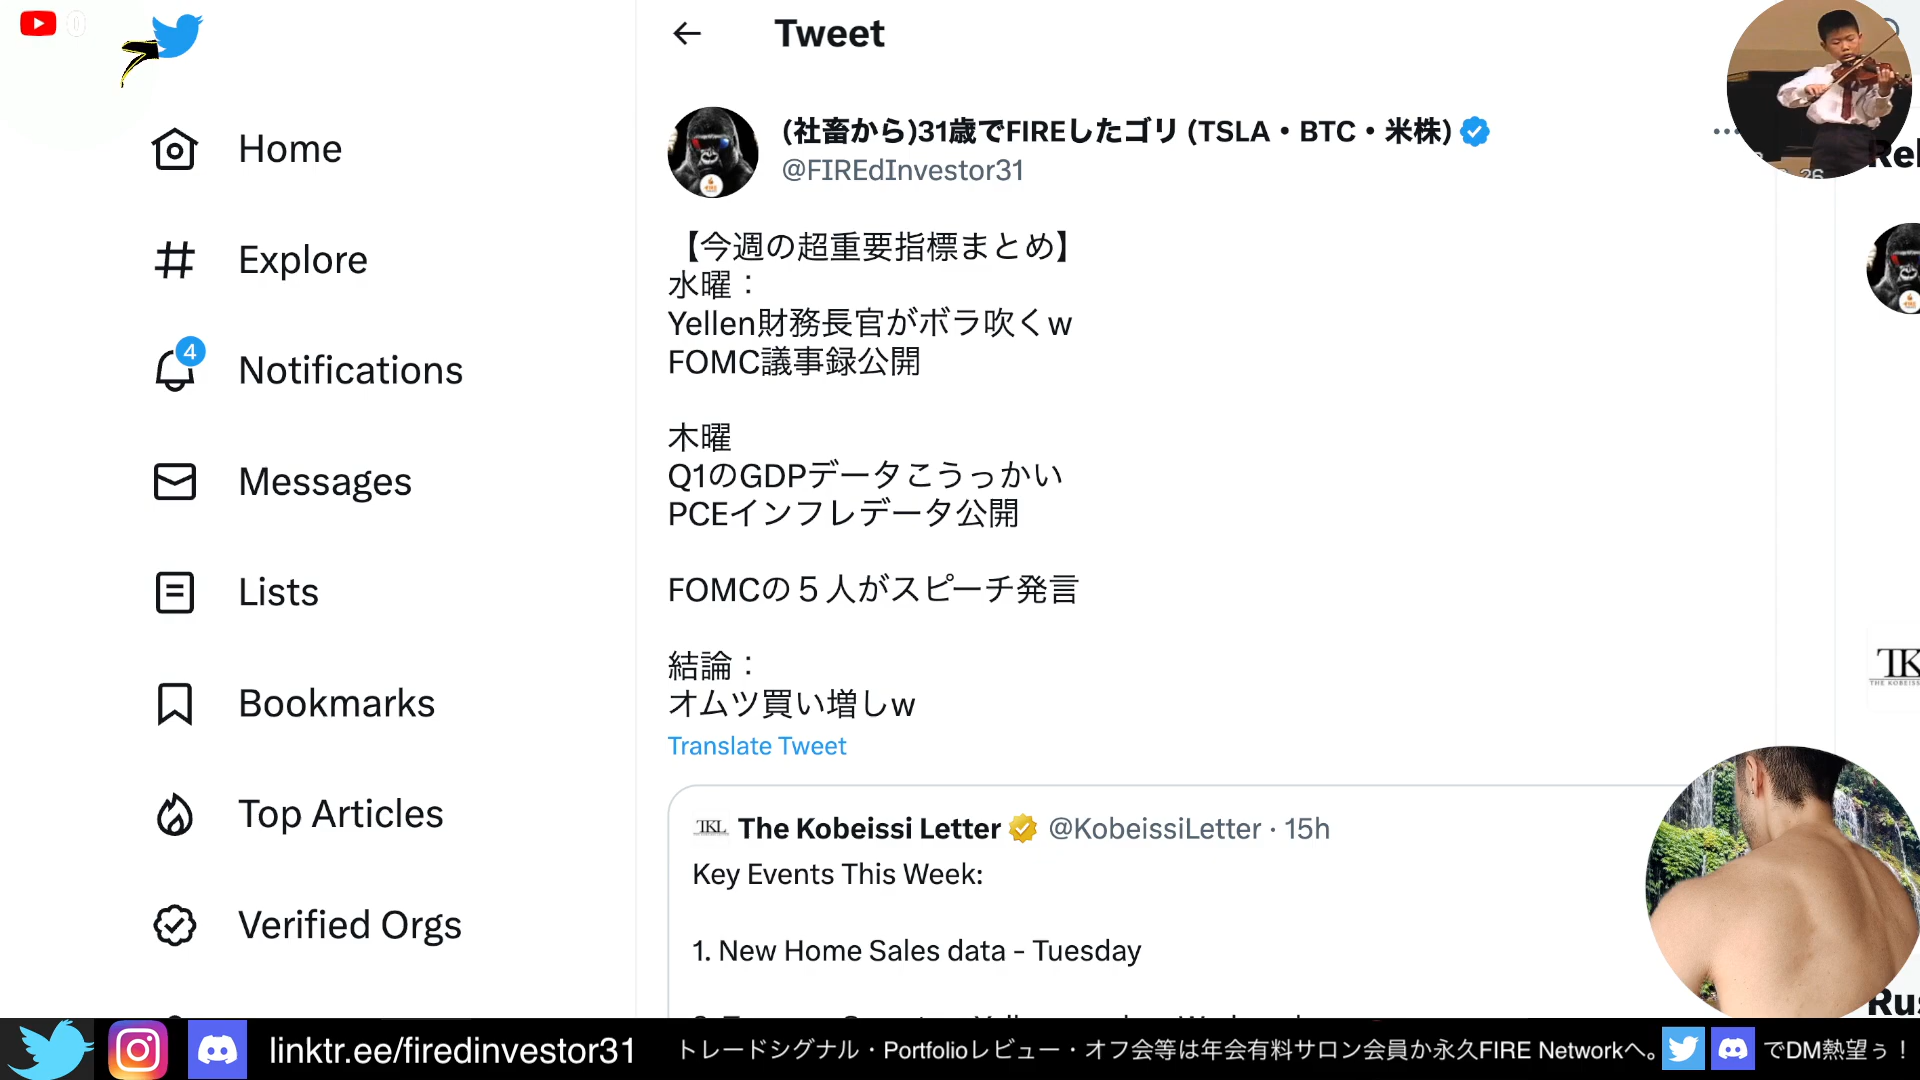 Tweet
(社畜から)31歳でFIREしたゴリ (TSLA・BTC・米株)
@FIREdInvestor31
Home
Explore
4
Notifications
Messages
Lists
Bookmarks
Top Articles
Verified Orgs
【今週の超重要指標まとめ】
水曜：
Yellen財務長官がボラ吹くw
FOMC議事録公開
木曜
Q1のGDPデータこうっかい
PCEインフレデータ公開
FOMCの５人がスピーチ発言
結論：
オムツ買い増しw
Translate Tweet
TKL The Kobeissi Letter @KobeissiLetter · 15h
Key Events This Week:
1. New Home Sales data - Tuesday
linktr.ee/firedinvestor31
トレードシグナル・Portfolioレビュー・オフ会等は年会有料サロン会員か永久FIRE Networkへ。
でDM熱望ぅ！